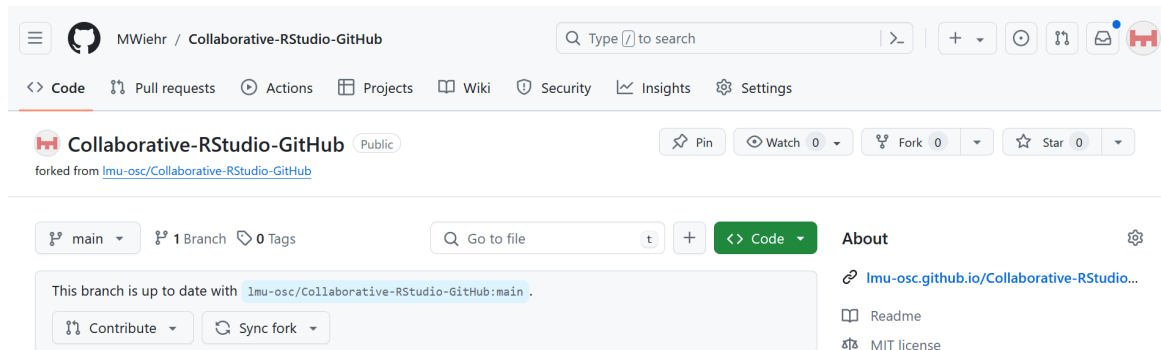 MWiehr / Collaborative-RStudio-GitHub Type / to search
Code Pull requests Actions Projects Wiki Security Insights Settings
Collaborative-RStudio-GitHub Public Pin Watch 0 Fork 0 Star 0
forked from lmu-osc/Collaborative-RStudio-GitHub
main 1 Branch 0 Tags Go to file t Code About
This branch is up to date with lmu-osc/Collaborative-RStudio-GitHub:main .
lmu-osc.github.io/Collaborative-RStudio...
Contribute Sync fork Readme
MIT license